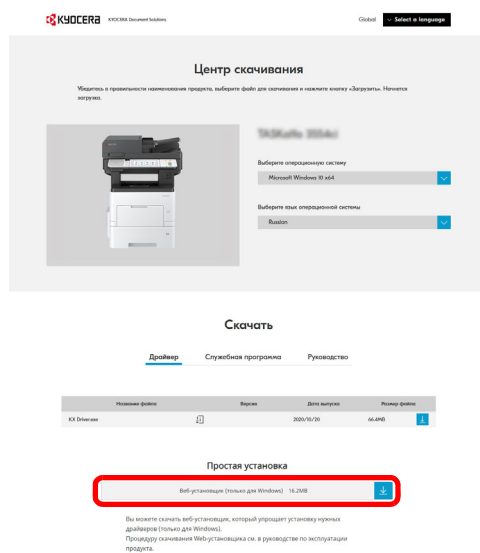 KYOCERA KYOCERA Document Solutions Global Select a language
Центр скачивания
Убедитесь в правильности наименования продукта, выберите файл для скачивания и нажмите кнопку «Загрузить». Начнется
загрузка.
Выберите операционную систему
Microsoft Windows 10 x64
Выберите язык операционной системы
Russian
Скачать
Драйвер Служебная программа Руководство
Название файла Версия Дата выпуска Размер файла
KX Driver.exe 2020/10/20 66.4MB
Простая установка
Веб-установщик (только для Windows) 16.2MB
Вы можете скачать веб-установщик, который упрощает установку нужных
драйверов (только для Windows).
Процедуру скачивания Web-установщика см. в руководстве по эксплуатации
продукта.